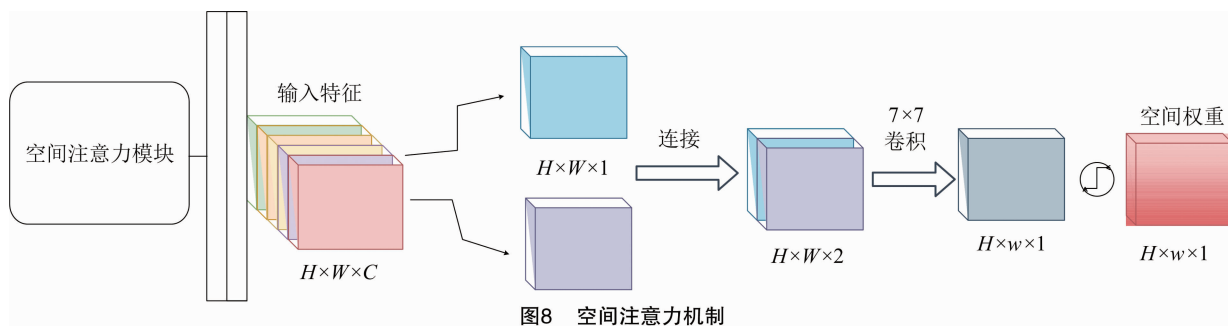 空间注意力模块
输入特征
H×W×C
H×W×1
连接
H×W×2
7×7
卷积
H×w×1
空间权重
H×w×1
图8 空间注意力机制